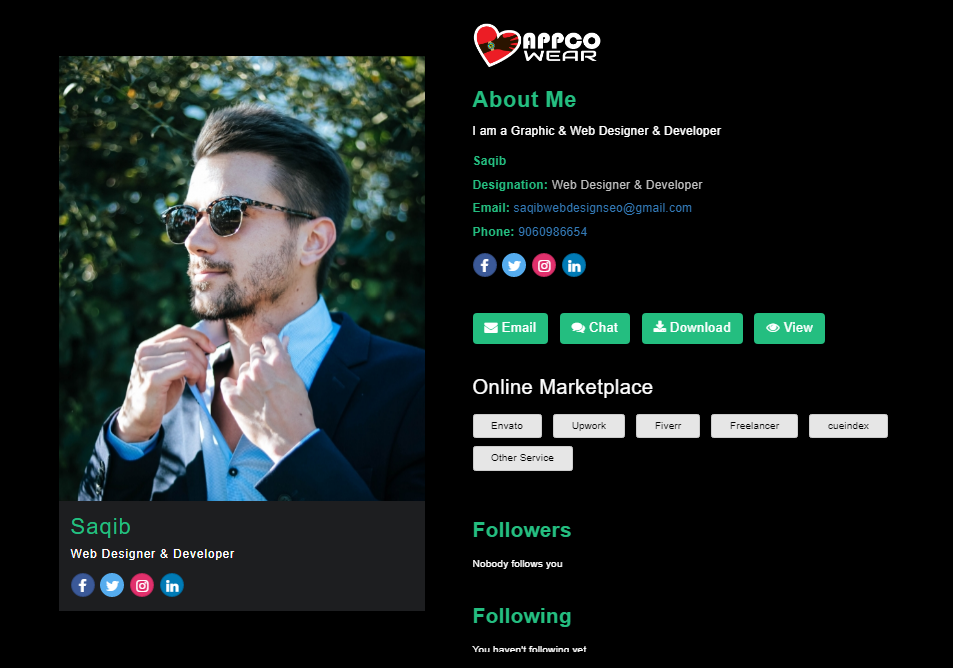 APPCO
WEAR
About Me
I am a Graphic & Web Designer & Developer
Saqib
Designation: Web Designer & Developer
Email: saqibwebdesignseo@gmail.com
Phone: 9060986654
Email
Chat
Download
View
Online Marketplace
Envato
Upwork
Fiverr
Freelancer
cueindex
Other Service
Followers
Nobody follows you
Following
You haven't following yet
Saqib
Web Designer & Developer